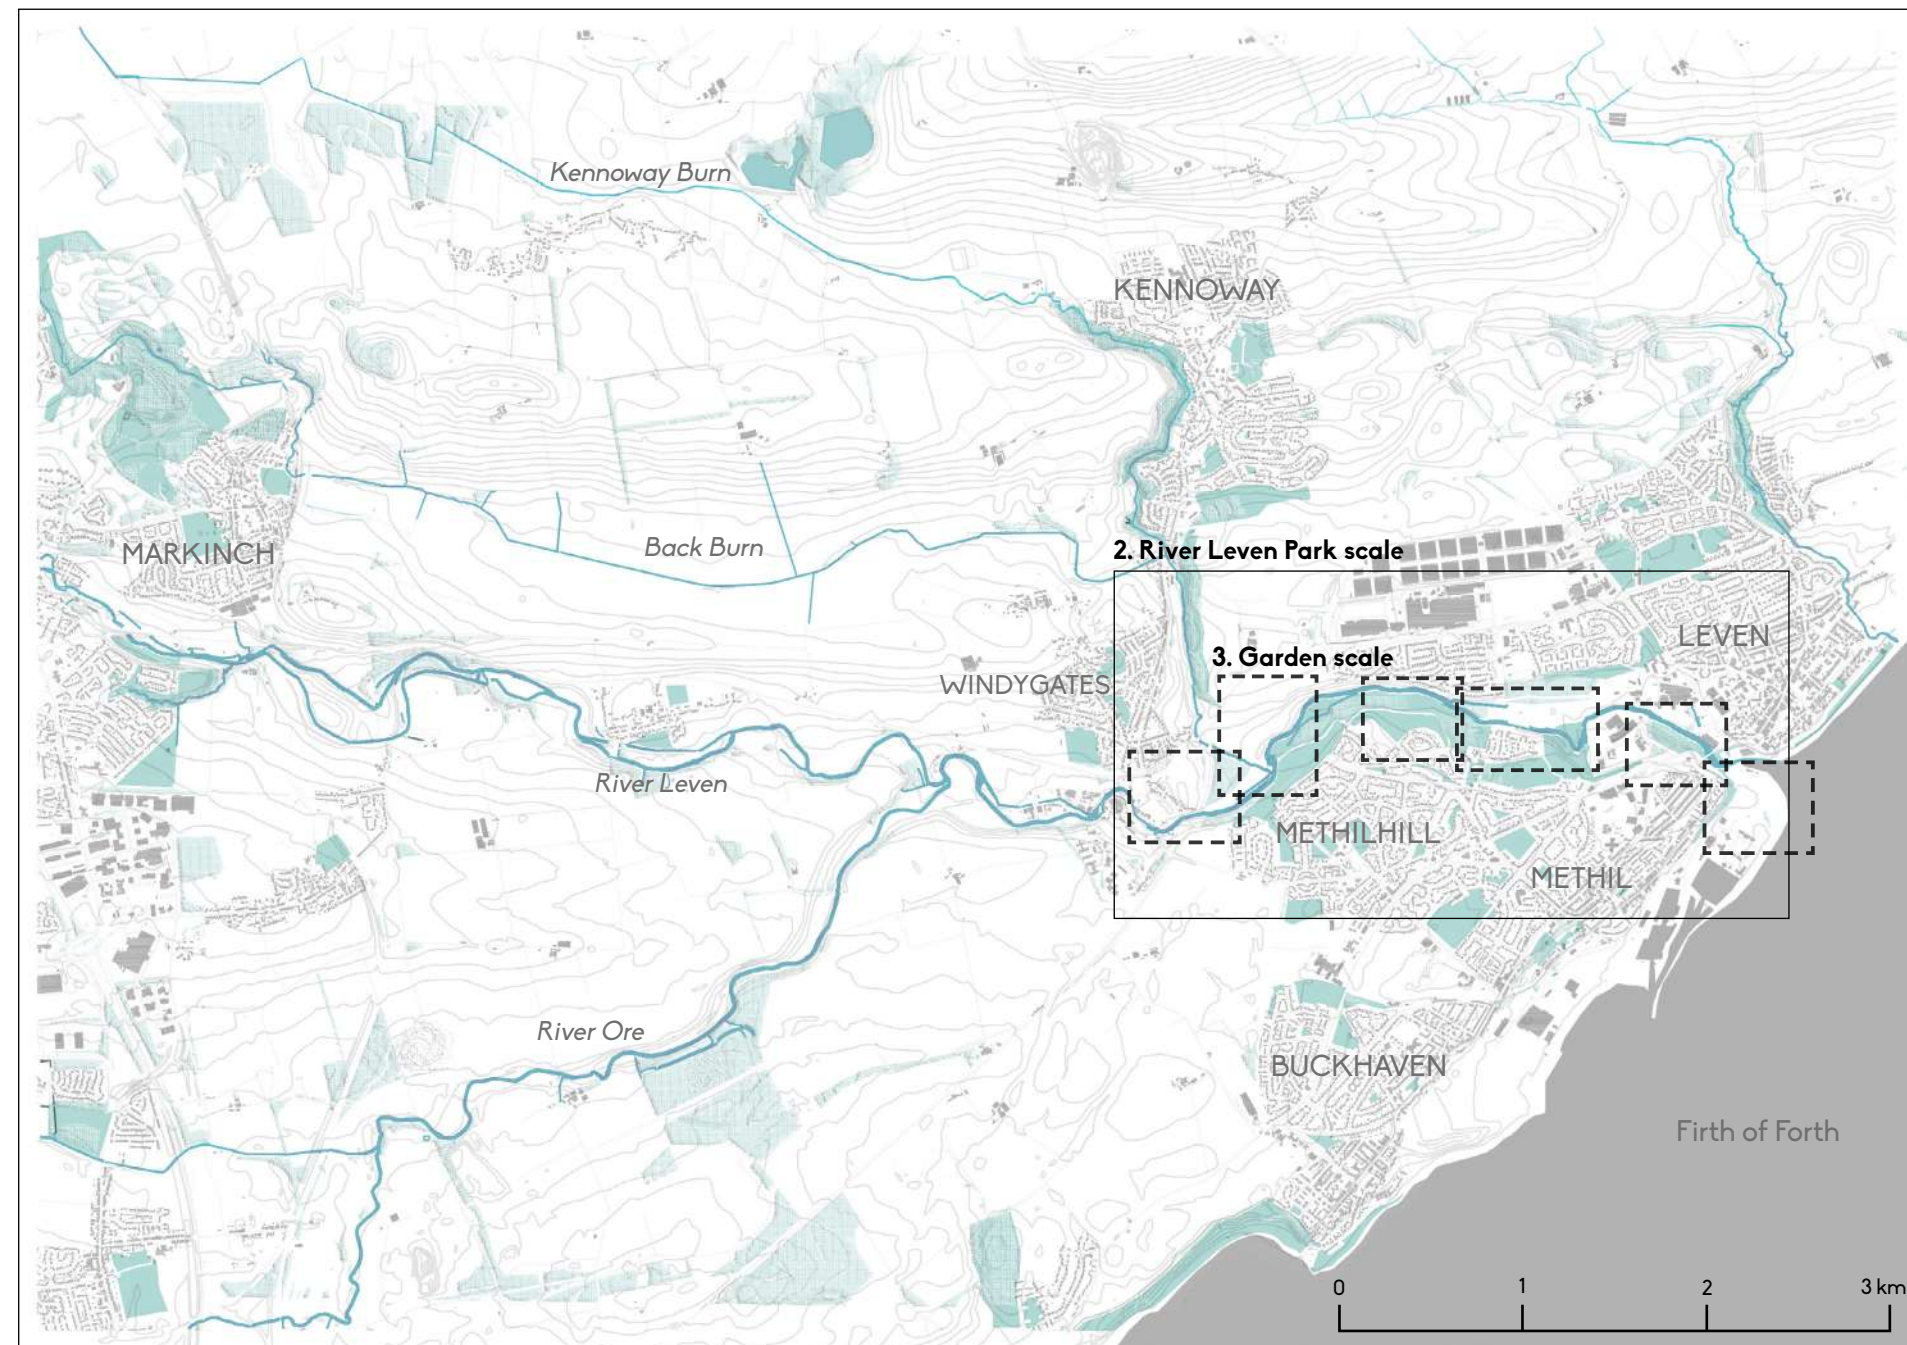 Kennoway Burn
KENNOWAY
MARKINCH
Back Burn
2. River Leven Park scale
LEVEN
3. Garden scale
WINDYGATES
River Leven
METHILHILL
METHIL
River Ore
BUCKHAVEN
Firth of Forth
0 1 2 3 km